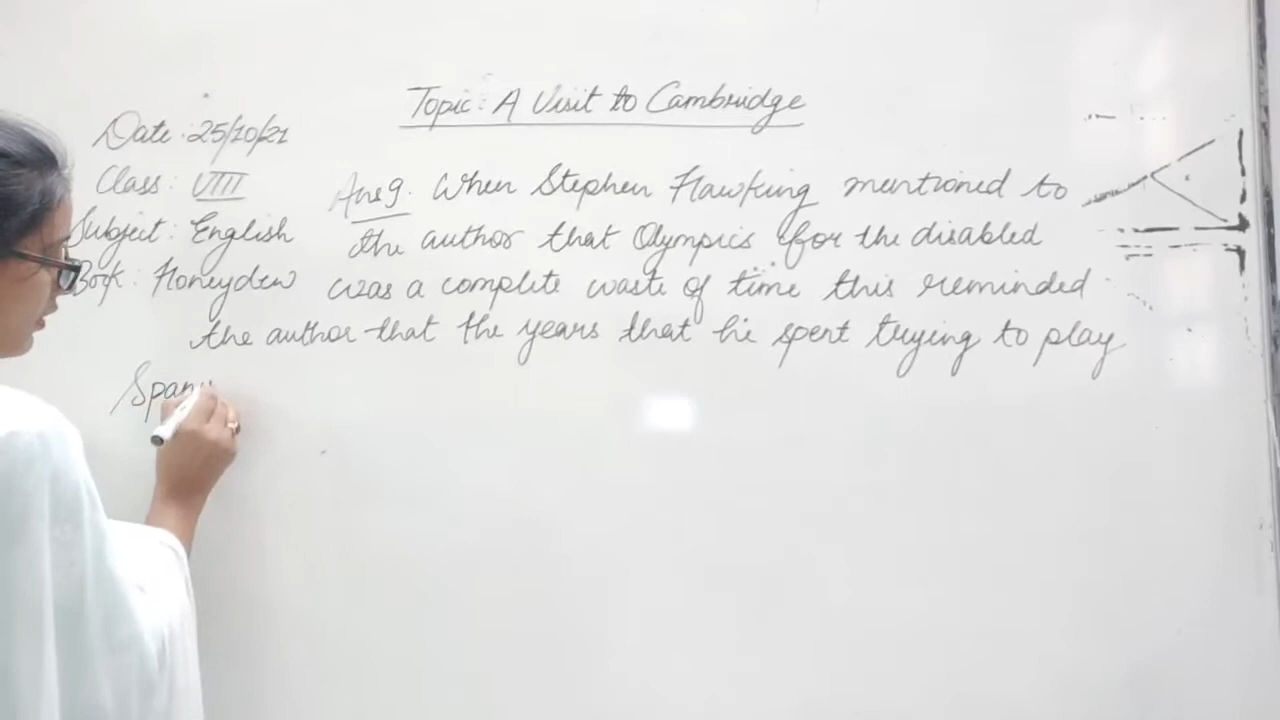 Topic: A Visit to Cambridge
Date: 25/10/21
Class: VIII
Subject: English
Book: Honeydew
Ans9. When Stephen Hawking mentioned to
the author that Olympics for the disabled
was a complete waste of time this reminded
the author that the years that he spent trying to play
Span